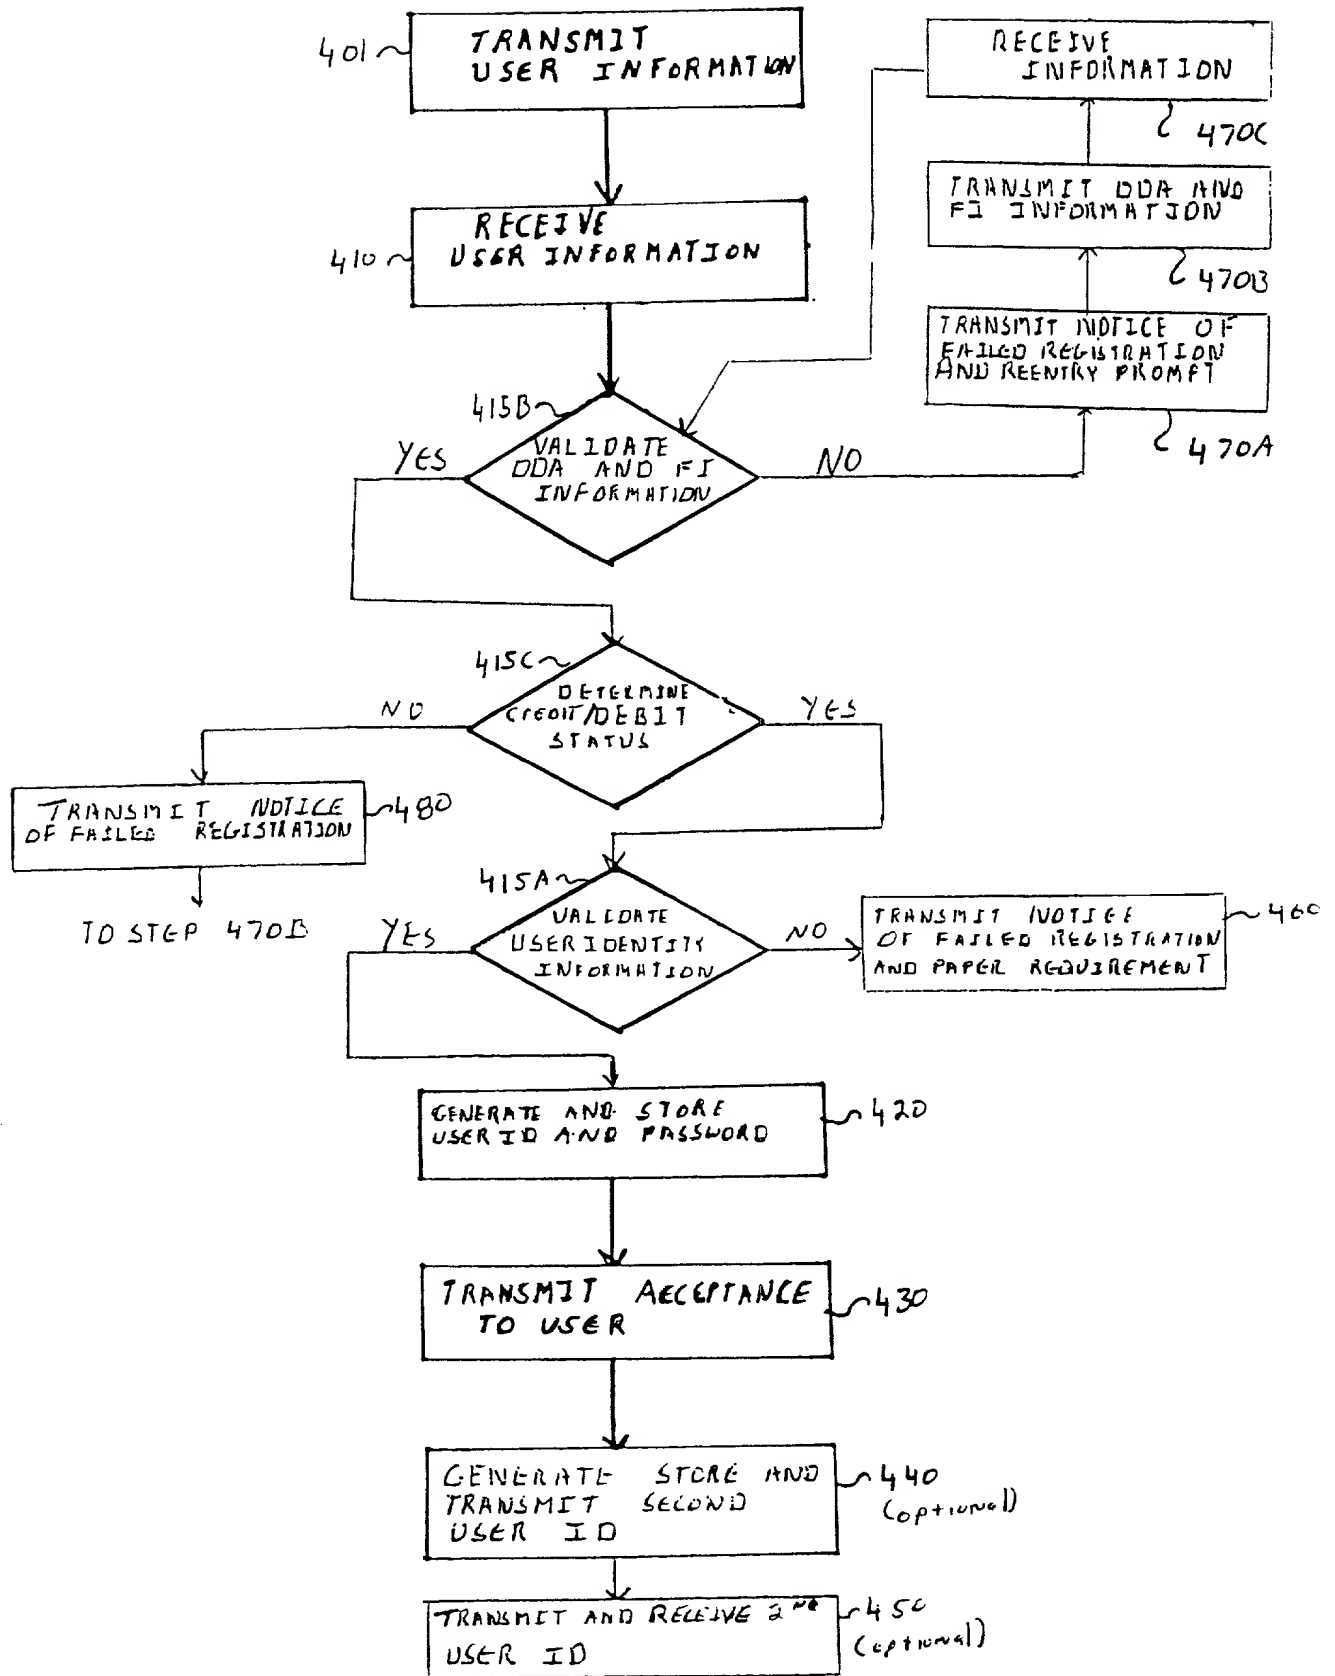 401
TRANSMIT
USER INFORMATION
RECEIVE
INFORMATION
470C
410
RECEIVE
USER INFORMATION
TRANSMIT DDA AND
FI INFORMATION
470B
TRANSMIT NOTICE OF
FAILED REGISTRATION
AND REENTRY PROMPT
470A
415B
YES
VALIDATE
DDA AND FI
INFORMATION
NO
415C
NO
DETERMINE
CREDIT/DEBIT
STATUS
YES
TRANSMIT NOTICE
OF FAILED REGISTRATION
480
TO STEP 470B
415A
YES
VALIDATE
USER IDENTITY
INFORMATION
NO
TRANSMIT NOTICE
OF FAILED REGISTRATION
AND PAPER REQUIREMENT
460
GENERATE AND STORE
USER ID AND PASSWORD
420
TRANSMIT ACCEPTANCE
TO USER
430
GENERATE STORE AND
TRANSMIT SECOND
USER ID
440
(optional)
TRANSMIT AND RECEIVE 2ND
USER ID
450
(optional)